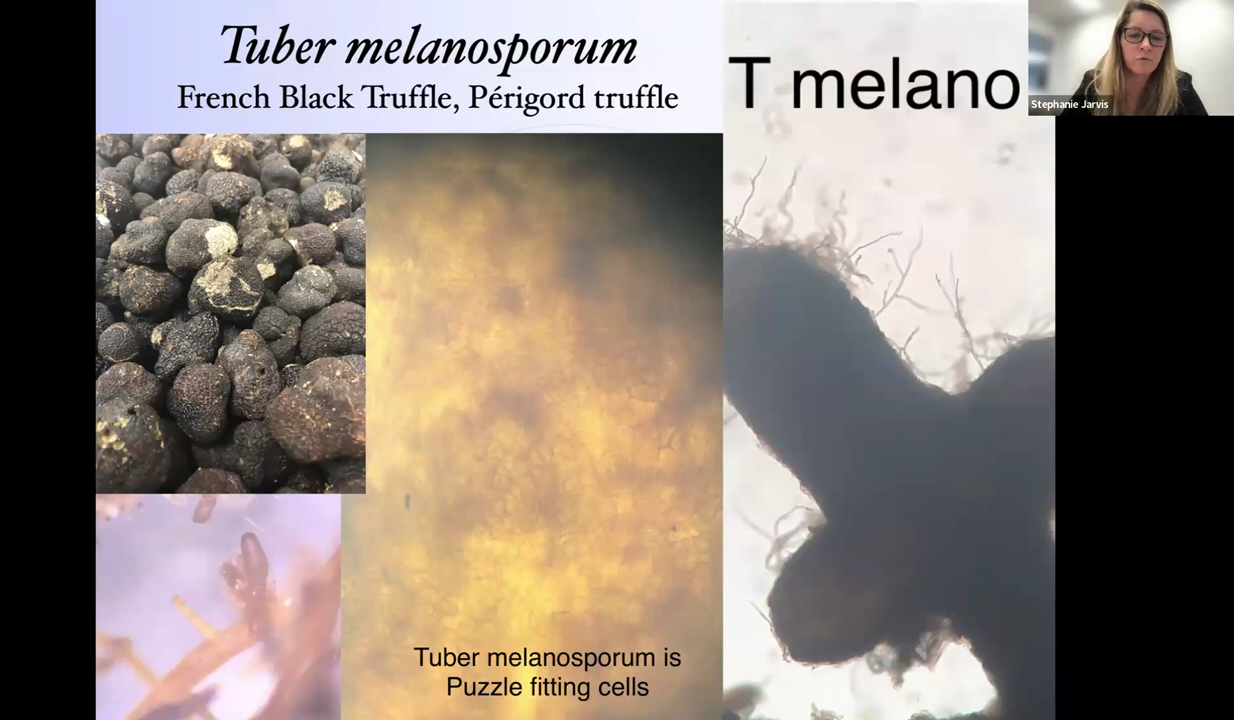 Tuber melanosporum
French Black Truffle, Périgord truffle
T melano
Stephanie Jarvis
Tuber melanosporum is
Puzzle fitting cells